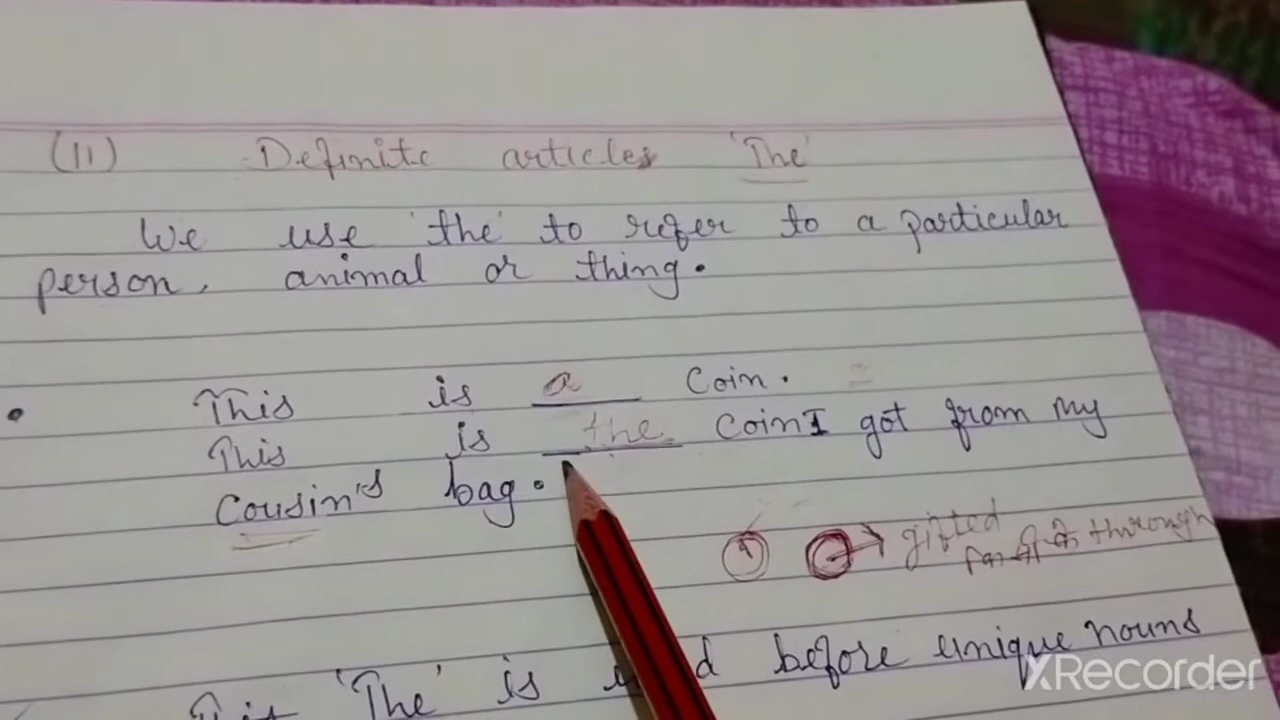 (11) Definite articles 'The'
We use 'the' to refer to a particular
person, animal or thing.
This is a Coin.
This is the Coin I got from my
Cousin's bag.
gifted
through
'The' is before unique nouns
XRecorder